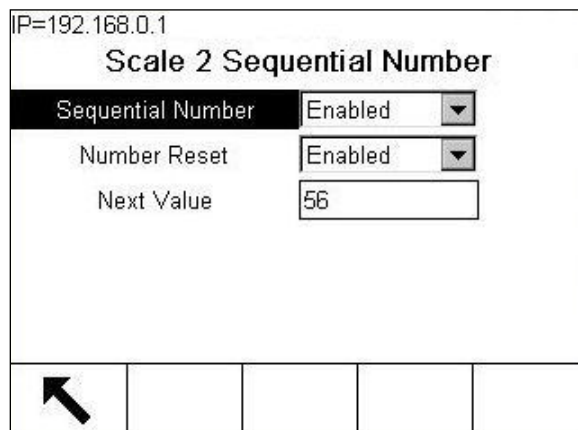 IP=192.168.0.1
Scale 2 Sequential Number
Sequential Number Enabled
Number Reset Enabled
Next Value 56